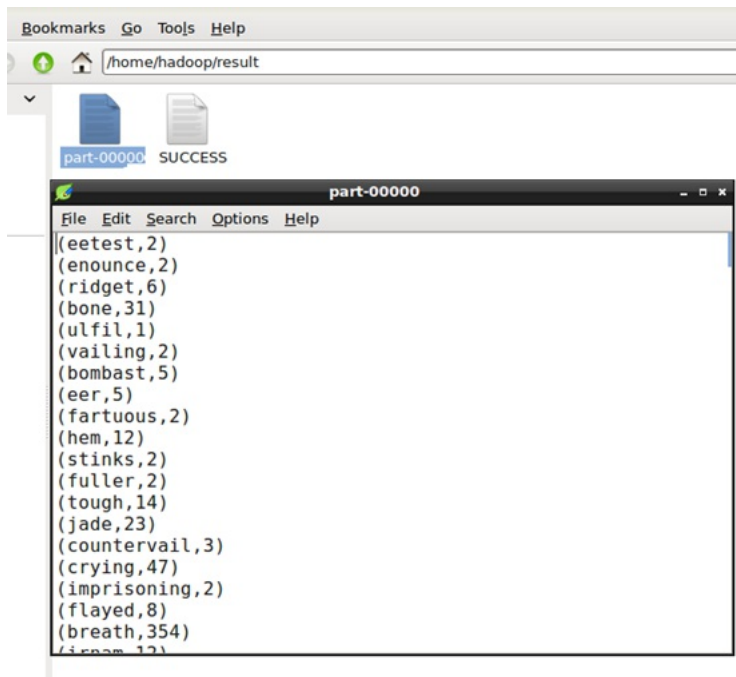 Bookmarks Go Tools Help
/home/hadoop/result
part-00000 SUCCESS
part-00000
File Edit Search Options Help
(eetest,2)
(enounce,2)
(ridget,6)
(bone,31)
(ulfil,1)
(vailing,2)
(bombast,5)
(eer,5)
(fartuous,2)
(hem,12)
(stinks,2)
(fuller,2)
(tough,14)
(jade,23)
(countervail,3)
(crying,47)
(imprisoning,2)
(flayed,8)
(breath,354)